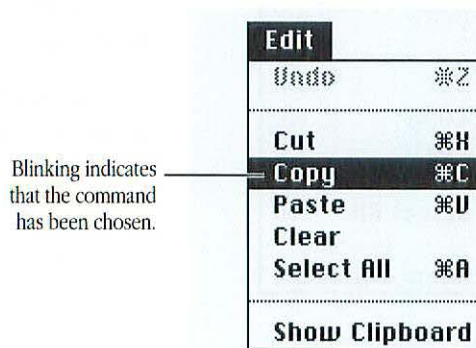 Edit
Undo ⌘Z
Cut ⌘X
Copy ⌘C
Paste ⌘V
Clear
Select All ⌘A
Show Clipboard
Blinking indicates
that the command
has been chosen.